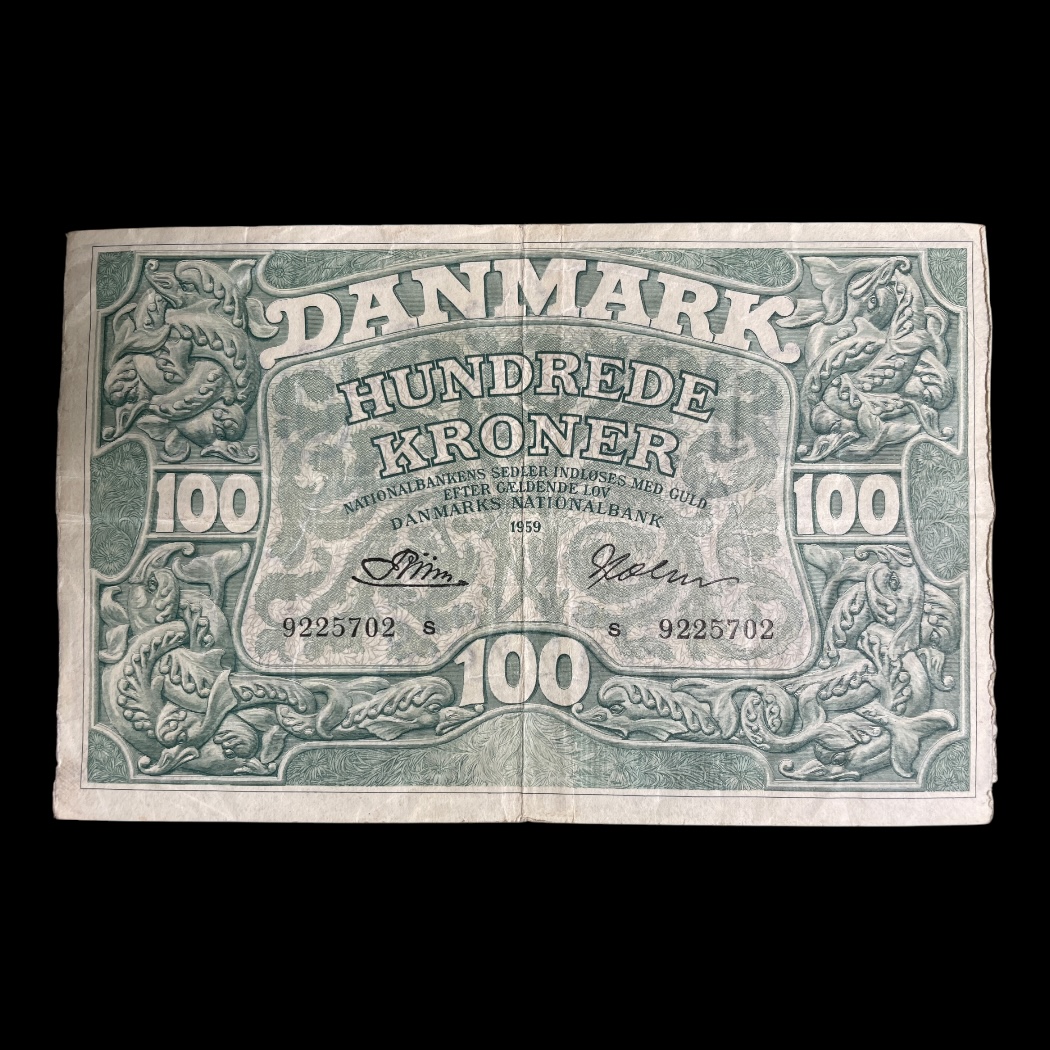 DANMARK
HUNDREDE
KRONER
NATIONALBANKENS SEDLER INDLØSES MED GULD
EFTER GÆLDENDE LOV
DANMARKS NATIONALBANK
1959
100 100
9225702 S S 9225702
100